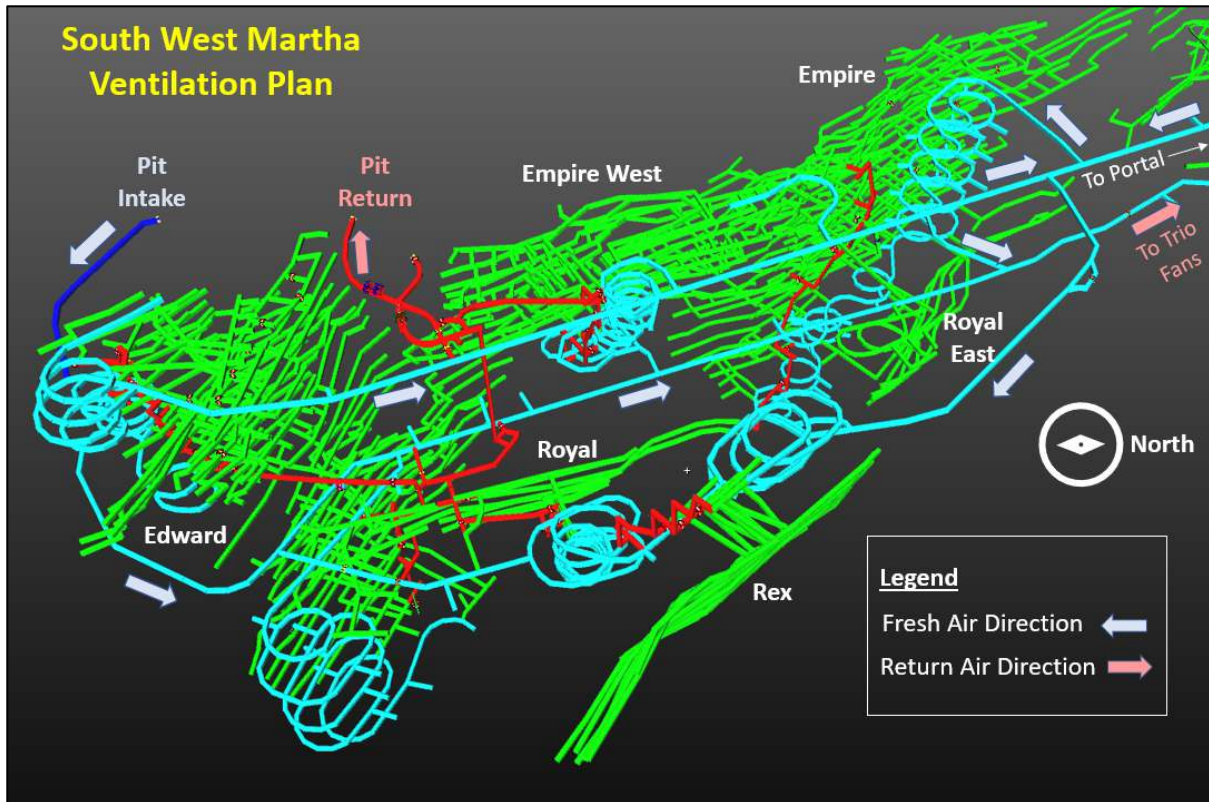 South West Martha
Ventilation Plan
Empire
Pit
Intake
Pit
Return
Empire West
To Portal
To Trio
Fans
Royal
East
North
Royal
Edward
Rex
Legend
Fresh Air Direction
Return Air Direction